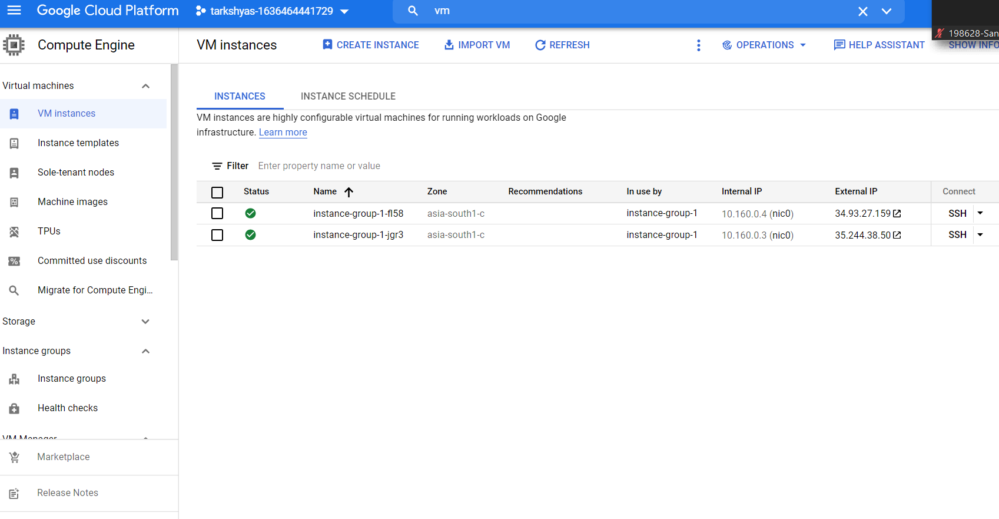 Google Cloud Platform
tarkshyas-1636464441729
vm
198628-San
Compute Engine
VM instances
CREATE INSTANCE
IMPORT VM
REFRESH
OPERATIONS
HELP ASSISTANT
SHOW INFO
Virtual machines
VM instances
Instance templates
Sole-tenant nodes
Machine images
TPUs
Committed use discounts
Migrate for Compute Engi...
Storage
Instance groups
Instance groups
Health checks
VM Manager
Marketplace
Release Notes
INSTANCES
INSTANCE SCHEDULE
VM instances are highly configurable virtual machines for running workloads on Google
infrastructure. Learn more
Filter Enter property name or value
Status Name Zone Recommendations In use by Internal IP External IP Connect
instance-group-1-fl58 asia-south1-c instance-group-1 10.160.0.4 (nic0) 34.93.27.159 SSH
instance-group-1-jgr3 asia-south1-c instance-group-1 10.160.0.3 (nic0) 35.244.38.50 SSH